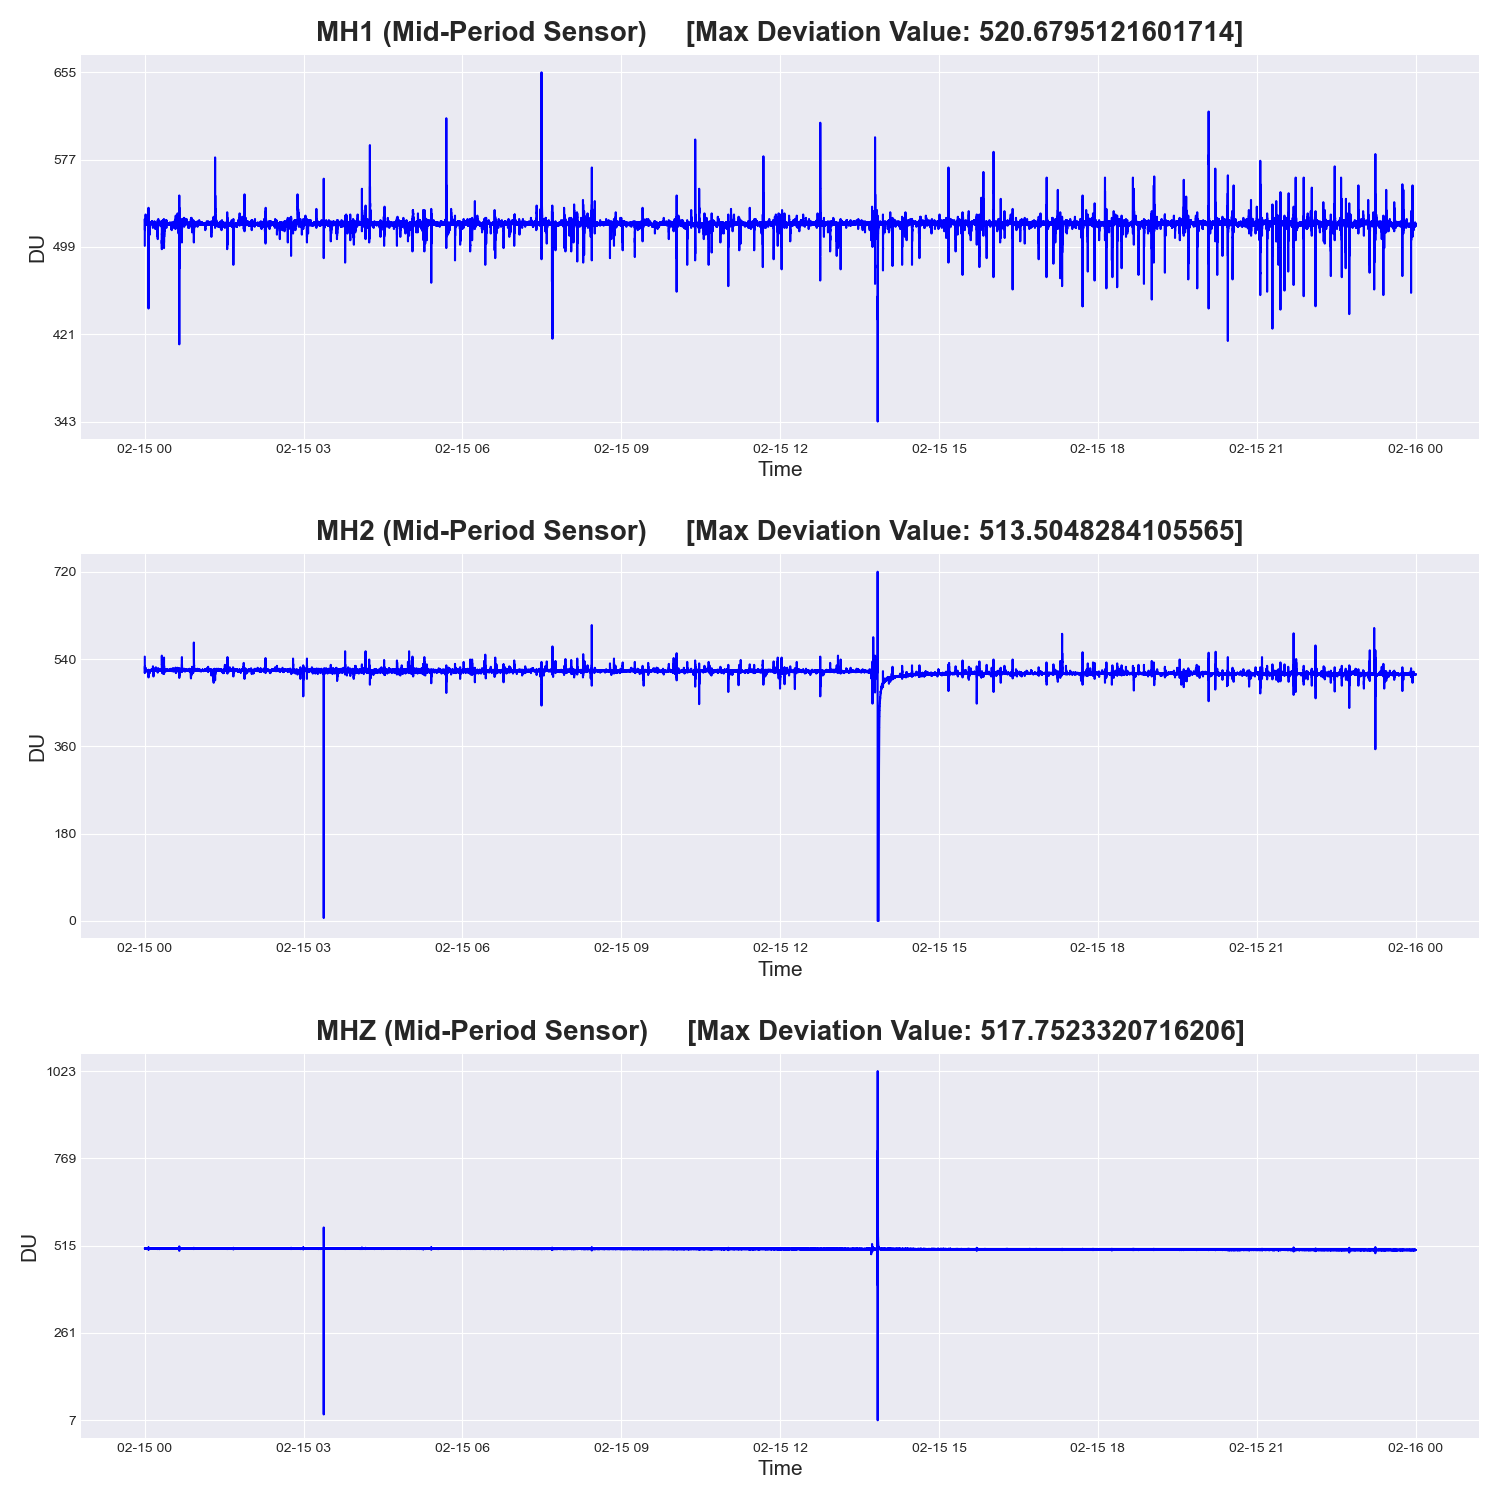 MH1 (Mid-Period Sensor) [Max Deviation Value: 520.6795121601714]
655
577
499
421
343
DU
02-15 00 02-15 03 02-15 06 02-15 09 02-15 12 02-15 15 02-15 18 02-15 21 02-16 00
Time
MH2 (Mid-Period Sensor) [Max Deviation Value: 513.5048284105565]
720
540
360
180
0
DU
02-15 00 02-15 03 02-15 06 02-15 09 02-15 12 02-15 15 02-15 18 02-15 21 02-16 00
Time
MHZ (Mid-Period Sensor) [Max Deviation Value: 517.7523320716206]
1023
769
515
261
7
DU
02-15 00 02-15 03 02-15 06 02-15 09 02-15 12 02-15 15 02-15 18 02-15 21 02-16 00
Time